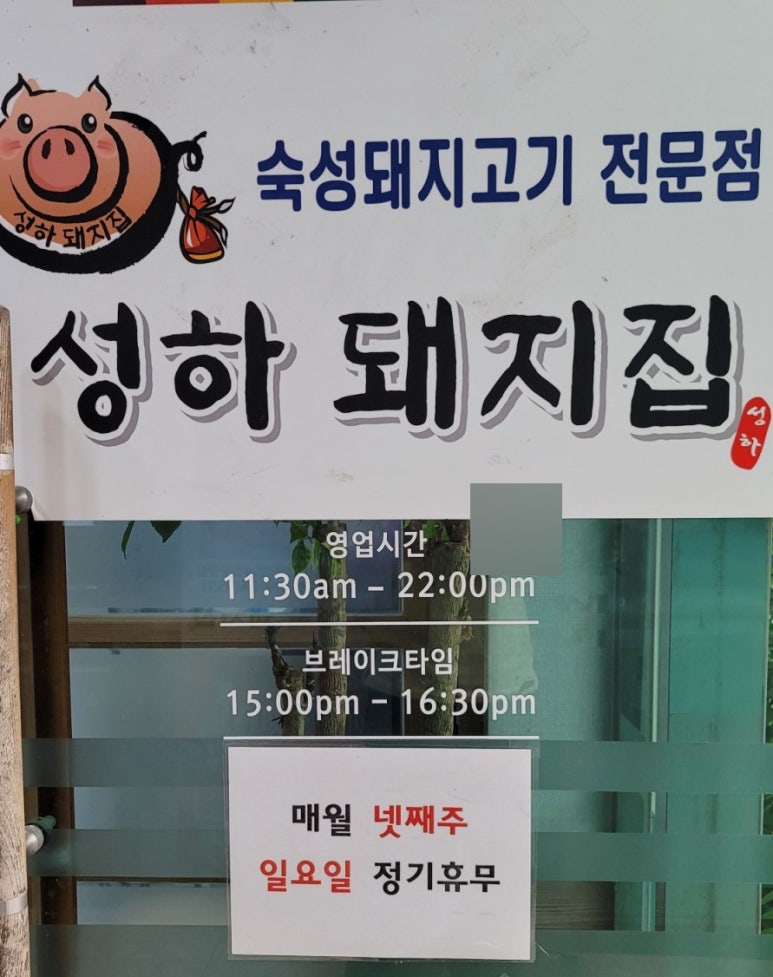 숙성돼지고기 전문점
성하 돼지집
성하 돼지집
성하
영업시간
11:30am – 22:00pm
브레이크타임
15:00pm – 16:30pm
매월 넷째주
일요일 정기휴무